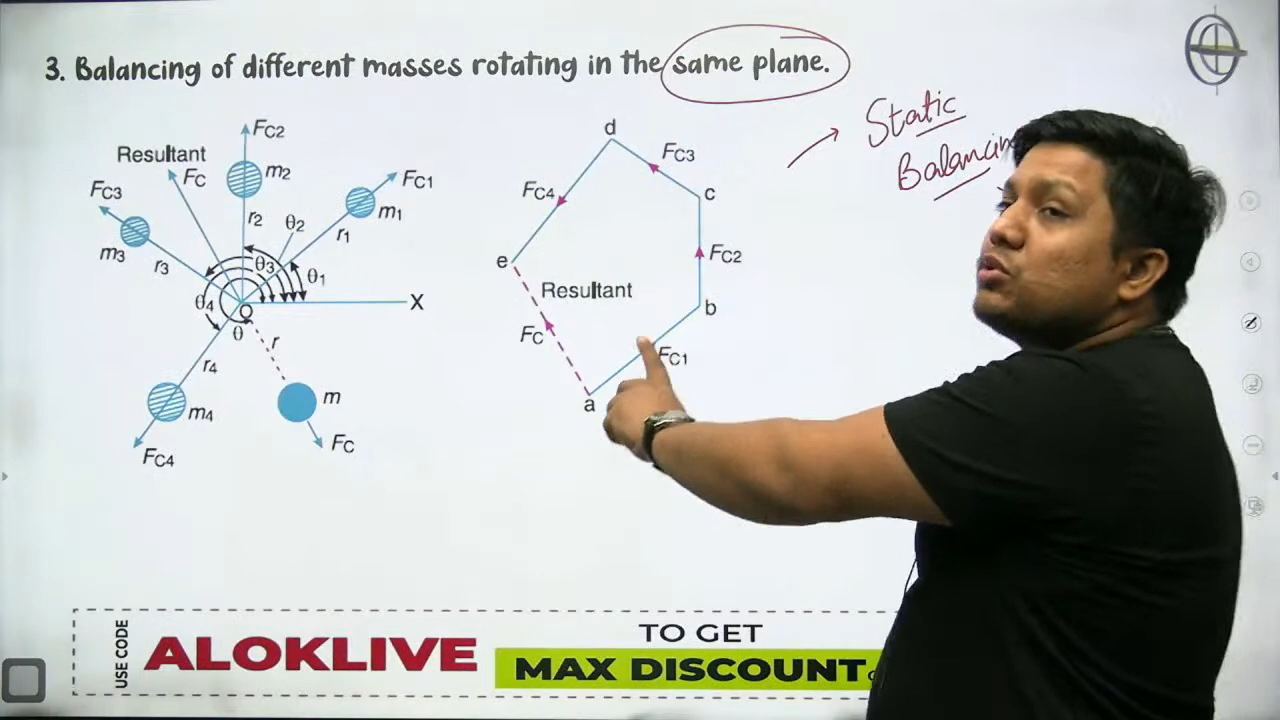 3. Balancing of different masses rotating in the same plane.
Static
Balancing
FC2
Resultant
FC
m2
FC1
FC3
m1
θ2
r2
r1
m3
r3
θ3
θ1
θ4
O
X
θ
r
r4
m
m4
FC4
FC
d
FC3
c
FC4
FC2
e
Resultant
b
FC
FC1
a
USE CODE
ALOKLIVE
TO GET
MAX DISCOUNT